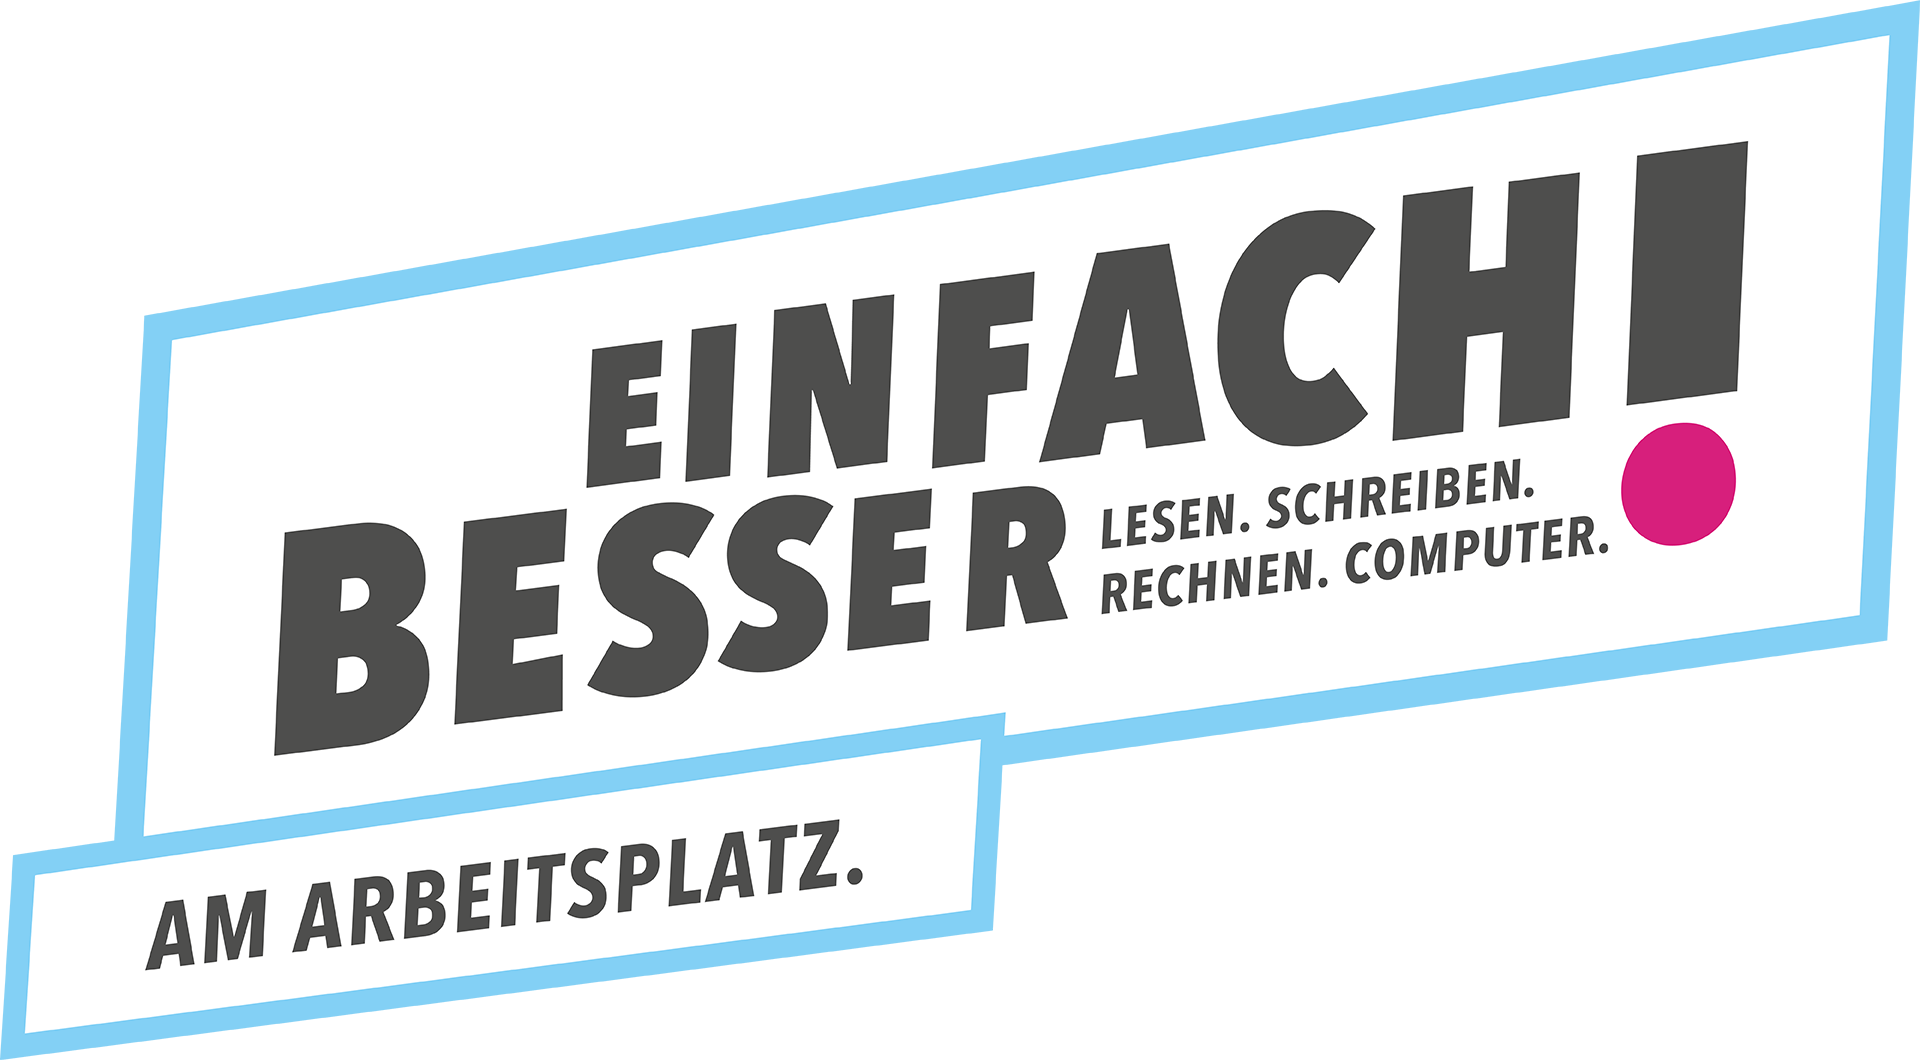 EINFACH!
BESSER
LESEN. SCHREIBEN.
RECHNEN. COMPUTER.
AM ARBEITSPLATZ.